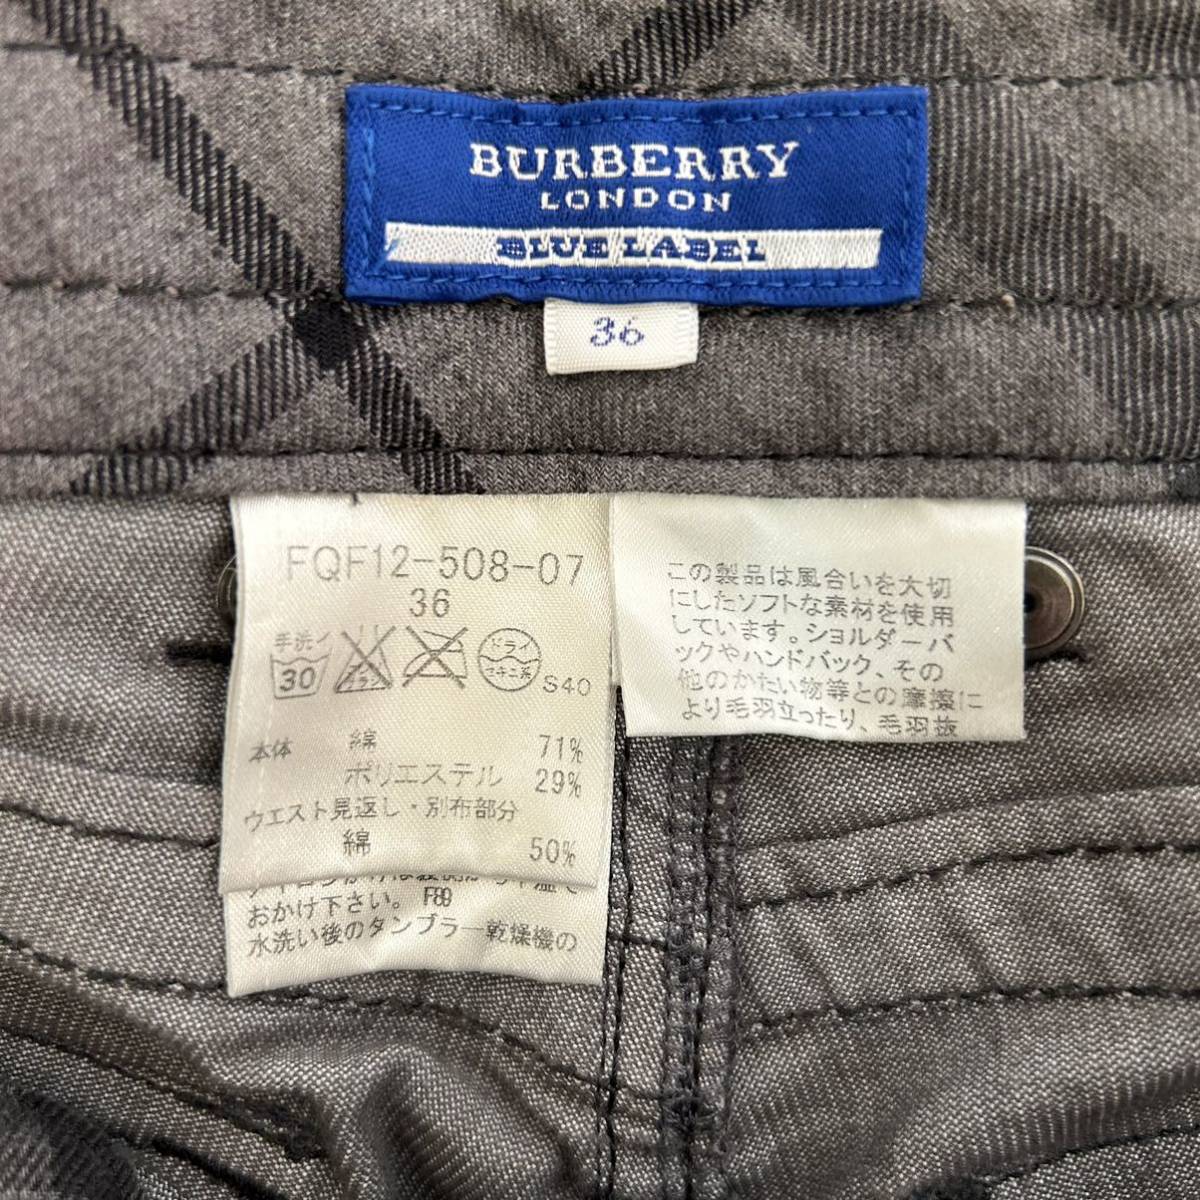 BURBERRY
LONDON
BLUE LABEL
36
FQF12-508-07
36
手洗イ
30
ドライ
セキユ系
S40
本体 綿 71%
ポリエステル 29%
ウエスト見返し・別布部分
綿 50%
おかけ下さい。 F89
水洗い後のタンブラー乾燥機の
この製品は風合いを大切
にしたソフトな素材を使用
しています。ショルダーバ
ックやハンドバック、その
他のかたい物等との摩擦に
より毛羽立ったり、毛羽抜